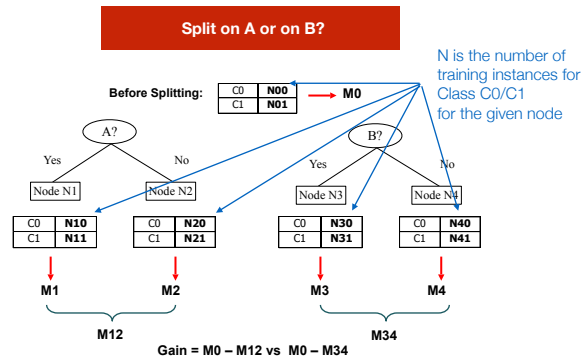 Split on A or on B?
N is the number of
training instances for
Class C0/C1
for the given node
Before Splitting:
C0 N00
C1 N01
M0
A?
B?
Yes
No
Yes
No
Node N1
Node N2
Node N3
Node N4
C0 N10
C1 N11
C0 N20
C1 N21
C0 N30
C1 N31
C0 N40
C1 N41
M1
M2
M3
M4
M12
M34
Gain = M0 – M12 vs M0 – M34